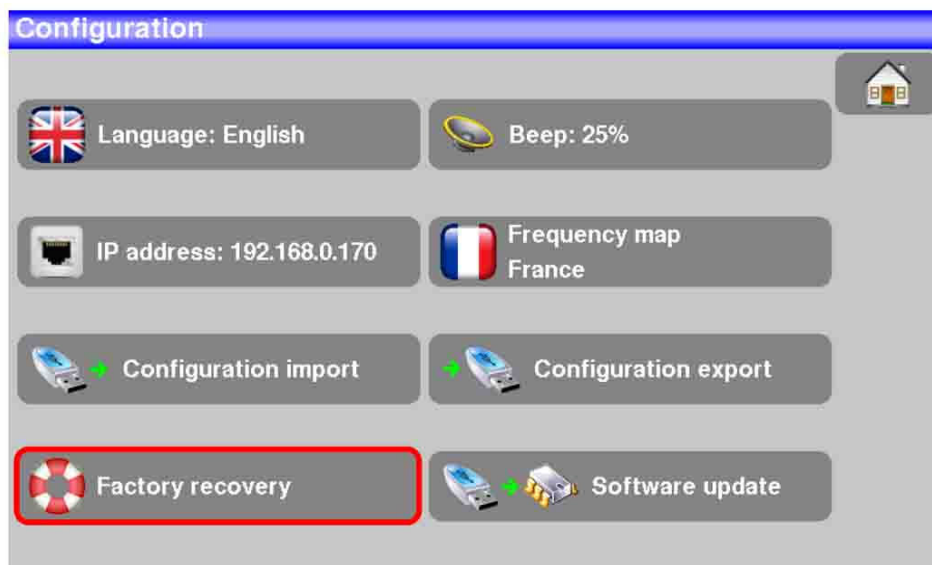 Configuration
Language: English
Beep: 25%
IP address: 192.168.0.170
Frequency map
France
Configuration import
Configuration export
Factory recovery
Software update